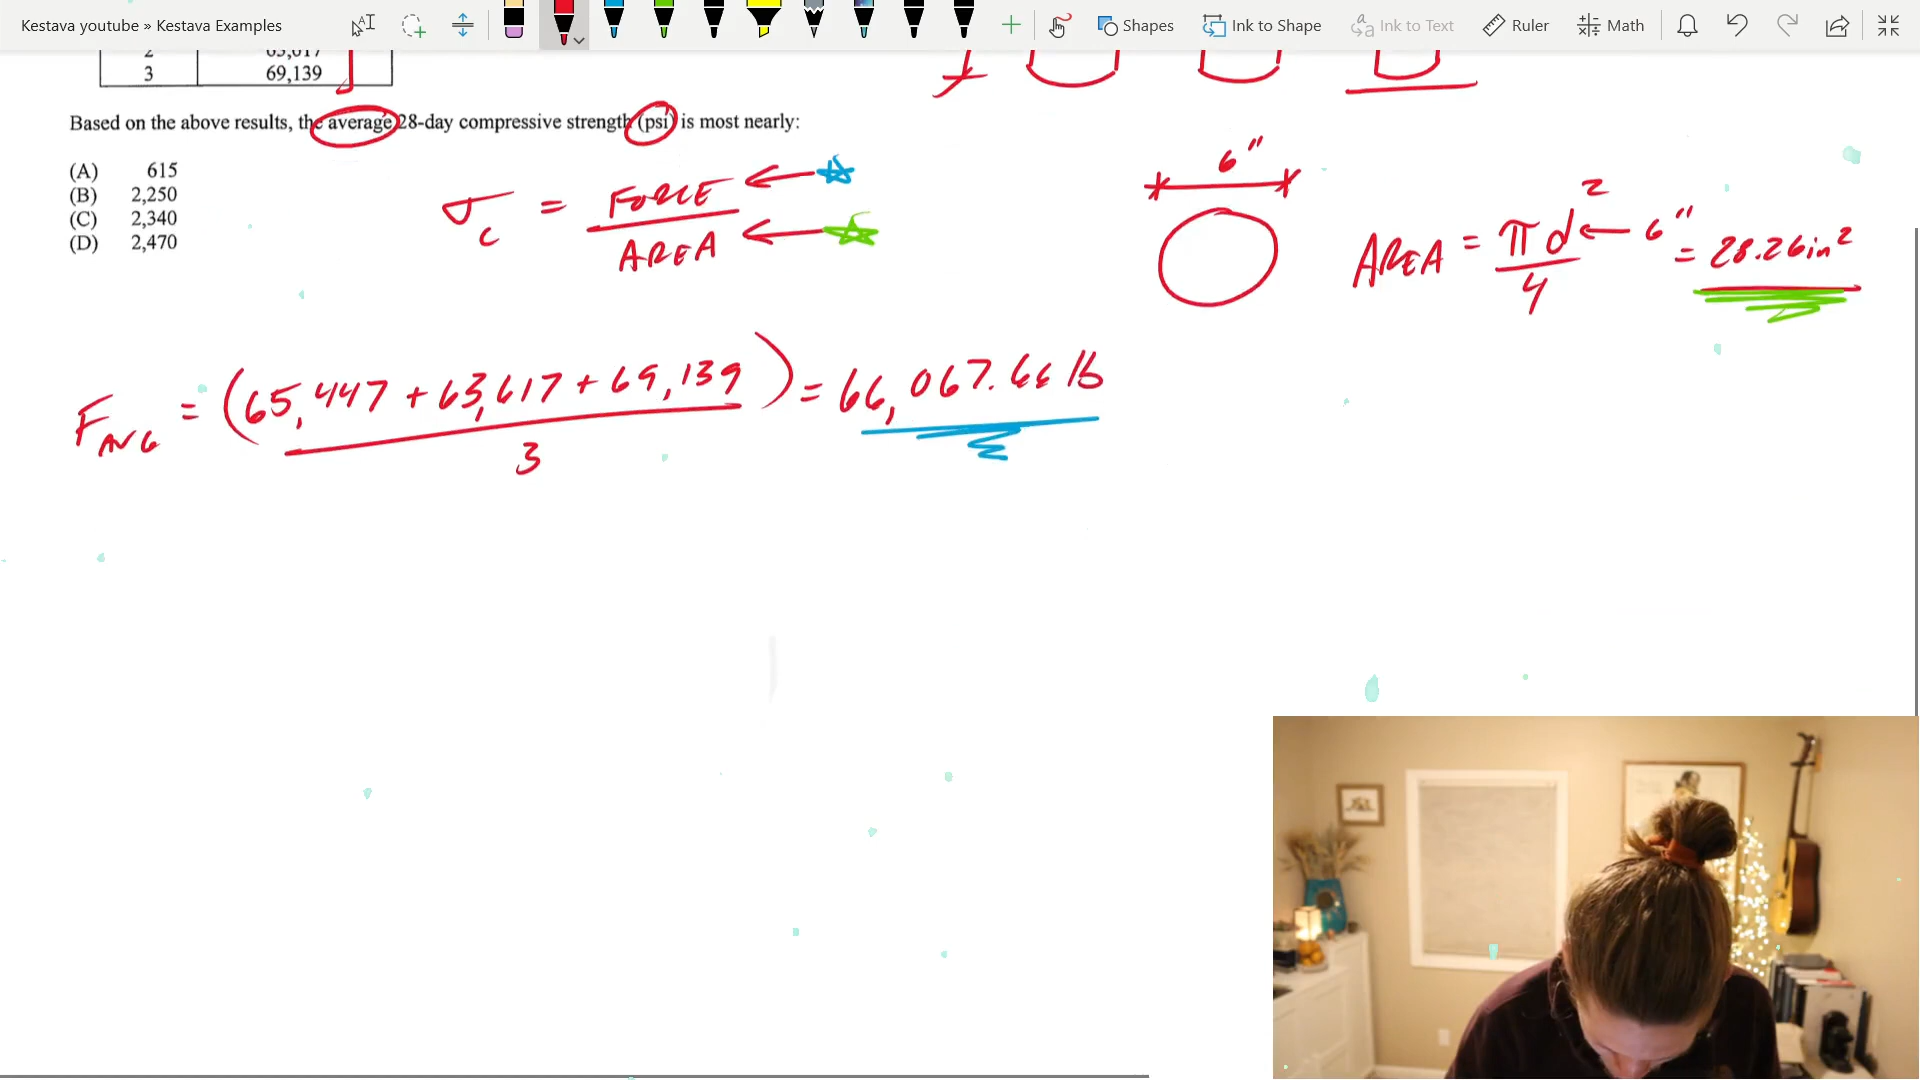 Kestava youtube » Kestava Examples
Shapes
Ink to Shape
Ink to Text
Ruler
Math
2 63,617
3 69,139
Based on the above results, the average 28-day compressive strength (psi) is most nearly:
(A) 615
(B) 2,250
(C) 2,340
(D) 2,470
σc = FORCE / AREA
6"
AREA = πd² / 4 ← 6" = 28.26in²
FAVG = (65,447 + 63,617 + 69,139 / 3) = 66,067.66 lb